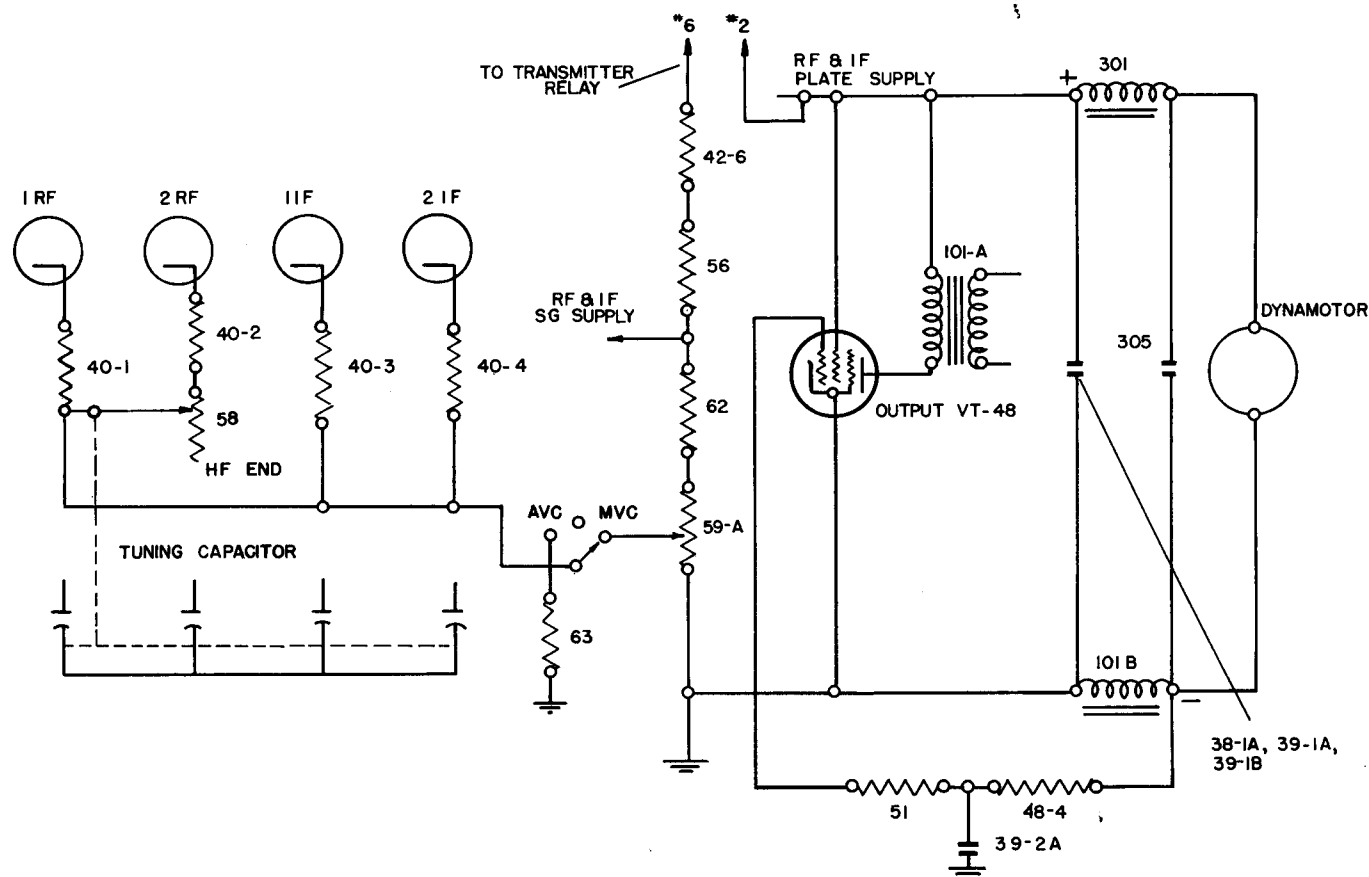 *6
*2
TO TRANSMITTER
RELAY
RF & IF
PLATE SUPPLY
+
301
42-6
1 RF
2 RF
1 IF
2 IF
56
101-A
RF & IF
SG SUPPLY
DYNAMOTOR
40-1
40-2
40-3
40-4
305
58
62
OUTPUT VT-48
HF END
AVC
MVC
59-A
TUNING CAPACITOR
63
101 B
−
38-1A, 39-1A,
39-1B
51
48-4
39-2A